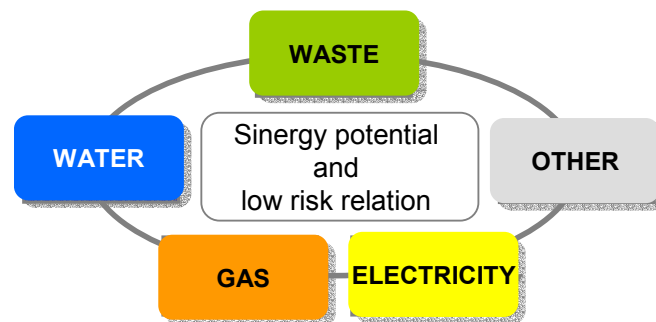 WASTE
WATER
Sinergy potential
and
low risk relation
OTHER
GAS
ELECTRICITY